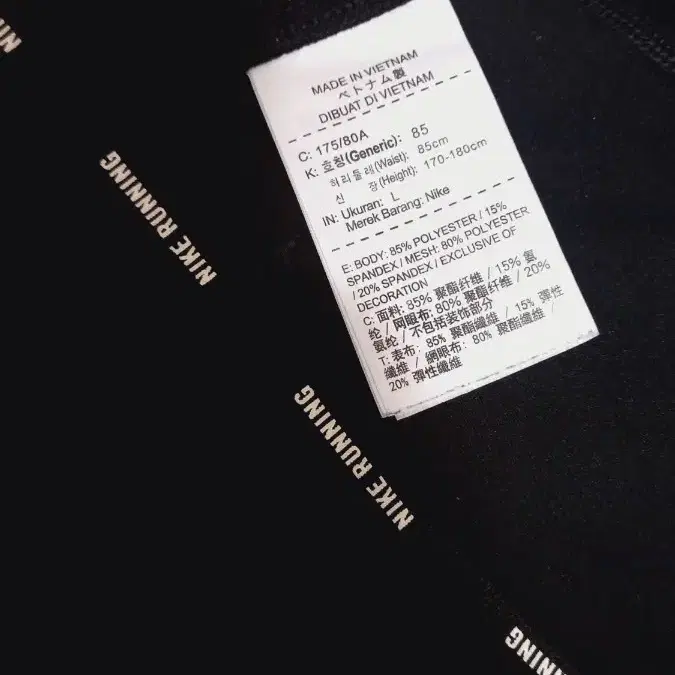 NI
NIKE RUNNING
NIKE RUNNING
NIKE RUNNING
MADE IN VIETNAM
ベトナム製
DIBUAT DI VIETNAM
C: 175/80A
K: 호칭(Generic): 85
허리둘레(Waist): 85cm
신 장(Height): 170-180cm
IN: Ukuran: L
Merek Barang: Nike
E: BODY: 85% POLYESTER / 15%
SPANDEX / MESH: 80% POLYESTER
/ 20% SPANDEX / EXCLUSIVE OF
DECORATION
C: 面料: 85% 聚酯纤维 / 15% 氨
纶 / 网眼布: 80% 聚酯纤维 / 20%
氨纶 / 不包括装饰部分
T: 表布: 85% 聚酯纖維 / 15% 彈性
纖維 / 網眼布: 80% 聚酯纖維 /
20% 彈性纖維